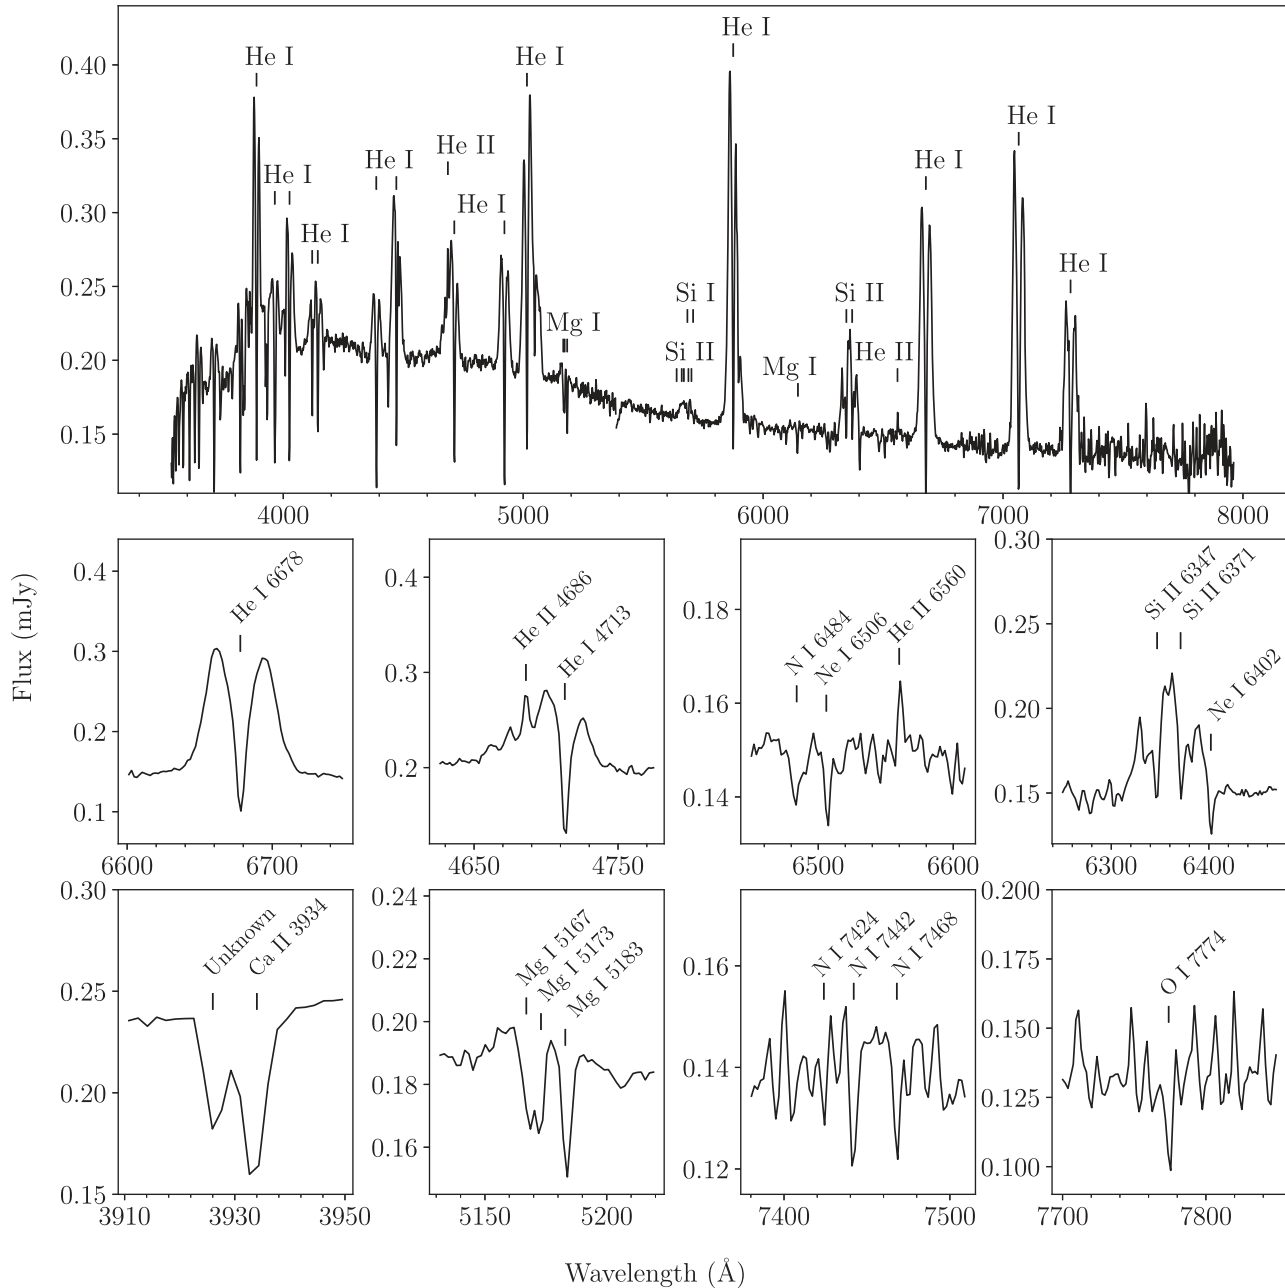 He I
He I
He I
He I
He II
He I
He I
He I
He I
He I
He I
He I
Mg I
Si I
Si II
Si II
He II
Mg I
0.40
0.35
0.30
0.25
0.20
0.15
4000
5000
6000
7000
8000
Flux (mJy)
He I 6678
0.4
0.3
0.2
0.1
6600
6700
He II 4686
He I 4713
0.4
0.3
0.2
4650
4750
N I 6484
Ne I 6506
He II 6560
0.18
0.16
0.14
6500
6600
Si II 6347
Si II 6371
Ne I 6402
0.30
0.25
0.20
0.15
6300
6400
Unknown
Ca II 3934
0.30
0.25
0.20
0.15
3910
3930
3950
Mg I 5167
Mg I 5173
Mg I 5183
0.24
0.22
0.20
0.18
0.16
5150
5200
N I 7424
N I 7442
N I 7468
0.16
0.14
0.12
7400
7500
O I 7774
0.200
0.175
0.150
0.125
0.100
7700
7800
Wavelength (Å)